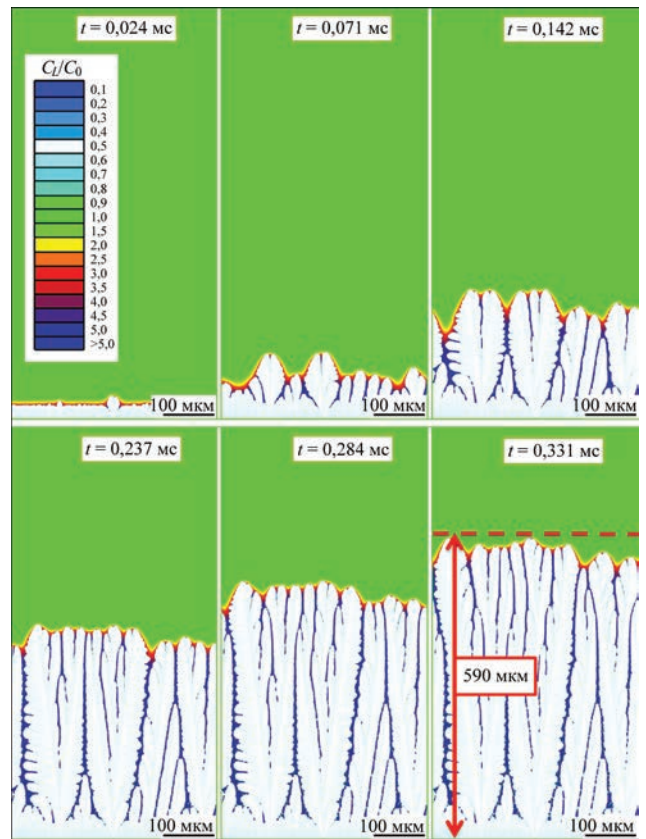 t = 0,024 мс
t = 0,071 мс
t = 0,142 мс
C_L/C_0
0,1
0,2
0,3
0,4
0,5
0,6
0,7
0,8
0,9
1,0
1,5
2,0
2,5
3,0
3,5
4,0
4,5
5,0
>5,0
100 мкм
100 мкм
100 мкм
t = 0,237 мс
t = 0,284 мс
t = 0,331 мс
590 мкм
100 мкм
100 мкм
100 мкм